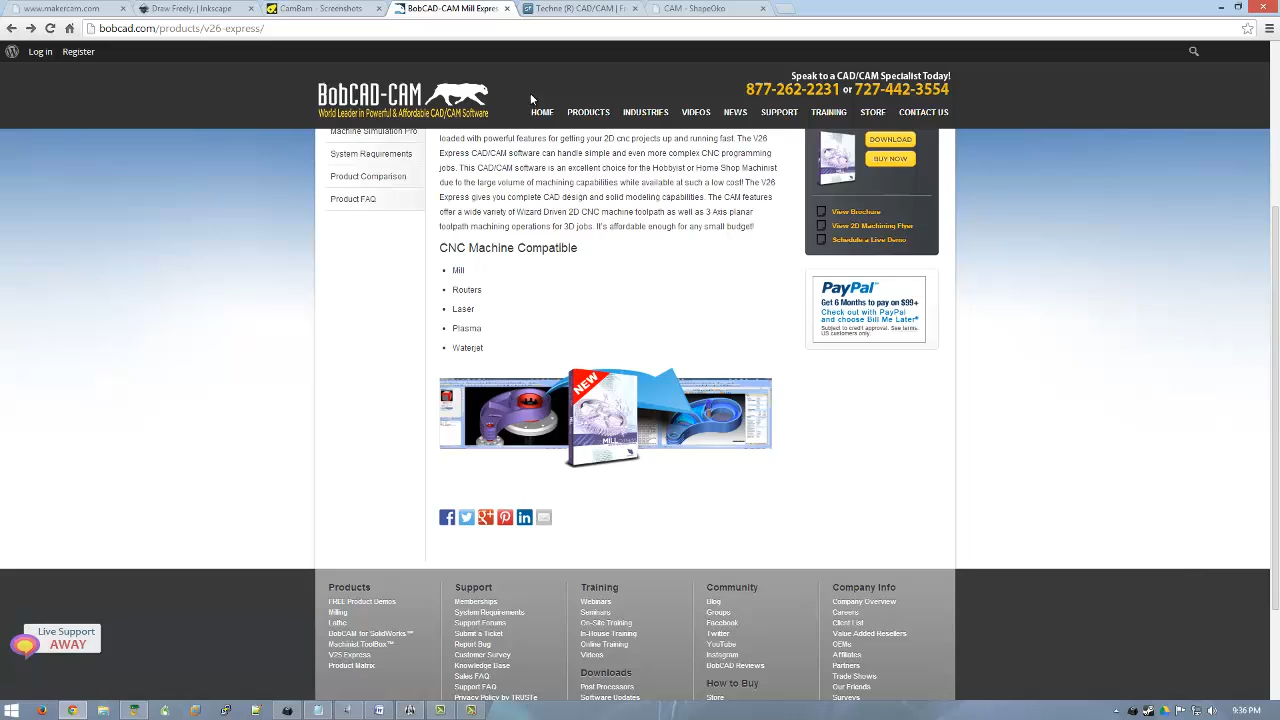 www.makercam.com
Draw Freely. | Inkscape
CamBam - Screenshots
BobCAD-CAM Mill Expres
Techne (R) CAD/CAM | F
CAM - ShapeOko
bobcad.com/products/v26-express/
Log in
Register
Speak to a CAD/CAM Specialist Today!
877-262-2231 or 727-442-3554
BobCAD-CAM
World Leader in Powerful & Affordable CAD/CAM Software
HOME PRODUCTS INDUSTRIES VIDEOS NEWS SUPPORT TRAINING STORE CONTACT US
Machine Simulation Pro
System Requirements
Product Comparison
Product FAQ
loaded with powerful features for getting your 2D cnc projects up and running fast. The V26
Express CAD/CAM software can handle simple and even more complex CNC programming
jobs. This CAD/CAM software is an excellent choice for the Hobbyist or Home Shop Machinist
due to the large volume of machining capabilities while available at such a low cost! The V26
Express gives you complete CAD design and solid modeling capabilities. The CAM features
offer a wide variety of Wizard Driven 2D CNC machine toolpath as well as 3 Axis planar
toolpath machining operations for 3D jobs. It's affordable enough for any small budget!
CNC Machine Compatible
Mill
Routers
Laser
Plasma
Waterjet
NEW
MILL
DOWNLOAD
BUY NOW
View Brochure
View 2D Machining Flyer
Schedule a Live Demo
PayPal™
Get 6 Months to pay on $99+
Check out with PayPal
and choose Bill Me Later®
Subject to credit approval. See terms.
US customers only.
Products
FREE Product Demos
Milling
Lathe
BobCAM for SolidWorks™
Machinist ToolBox™
V25 Express
Product Matrix
Support
Memberships
System Requirements
Support Forums
Submit a Ticket
Report Bug
Customer Survey
Knowledge Base
Sales FAQ
Support FAQ
Privacy Policy by TRUSTe
Training
Webinars
Seminars
On-Site Training
In-House Training
Online Training
Videos
Downloads
Post Processors
Software Updates
Community
Blog
Groups
Facebook
Twitter
YouTube
Instagram
BobCAD Reviews
How to Buy
Store
Company Info
Company Overview
Careers
Client List
Value Added Resellers
OEMs
Affiliates
Partners
Trade Shows
Our Friends
Surveys
Live Support
AWAY
9:36 PM